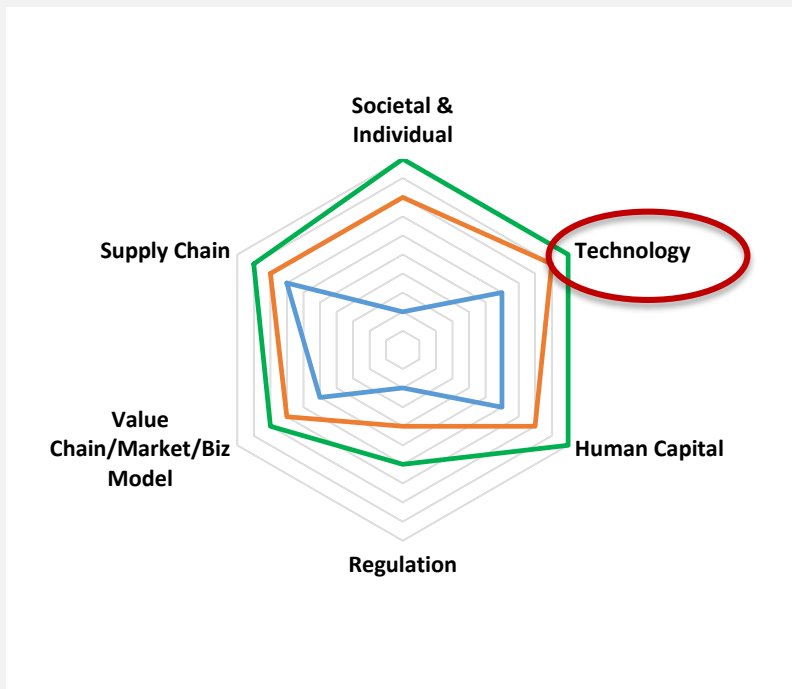 Societal &
Individual
Technology
Supply Chain
Value
Chain/Market/Biz
Model
Human Capital
Regulation